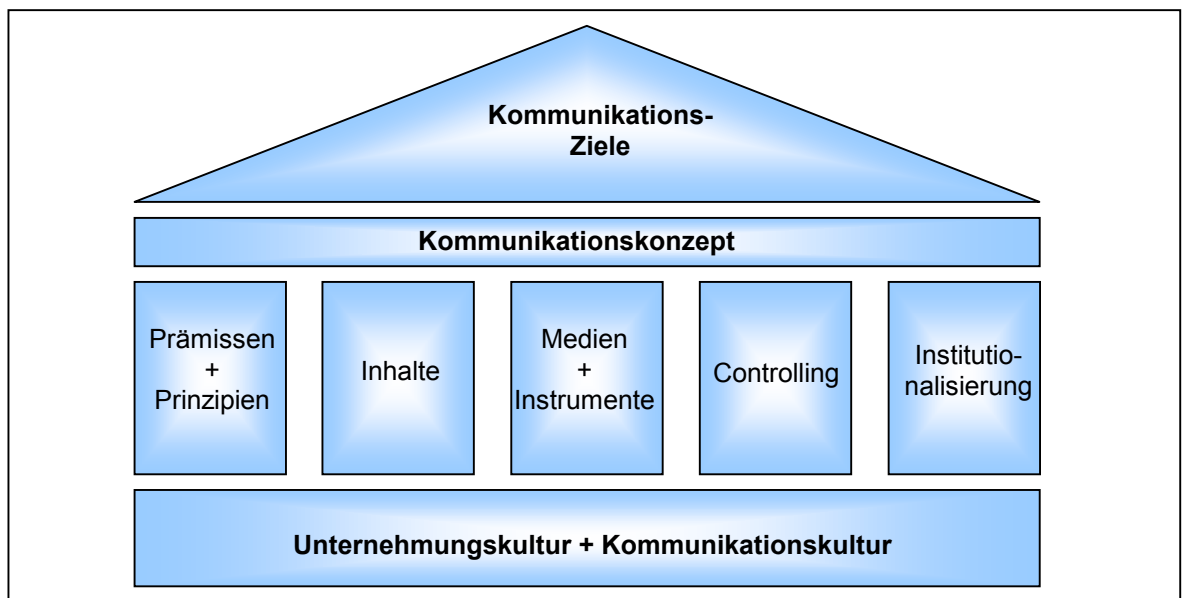 Kommunikations-
Ziele
Kommunikationskonzept
Prämissen
+
Prinzipien
Inhalte
Medien
+
Instrumente
Controlling
Institutio-
nalisierung
Unternehmungskultur + Kommunikationskultur